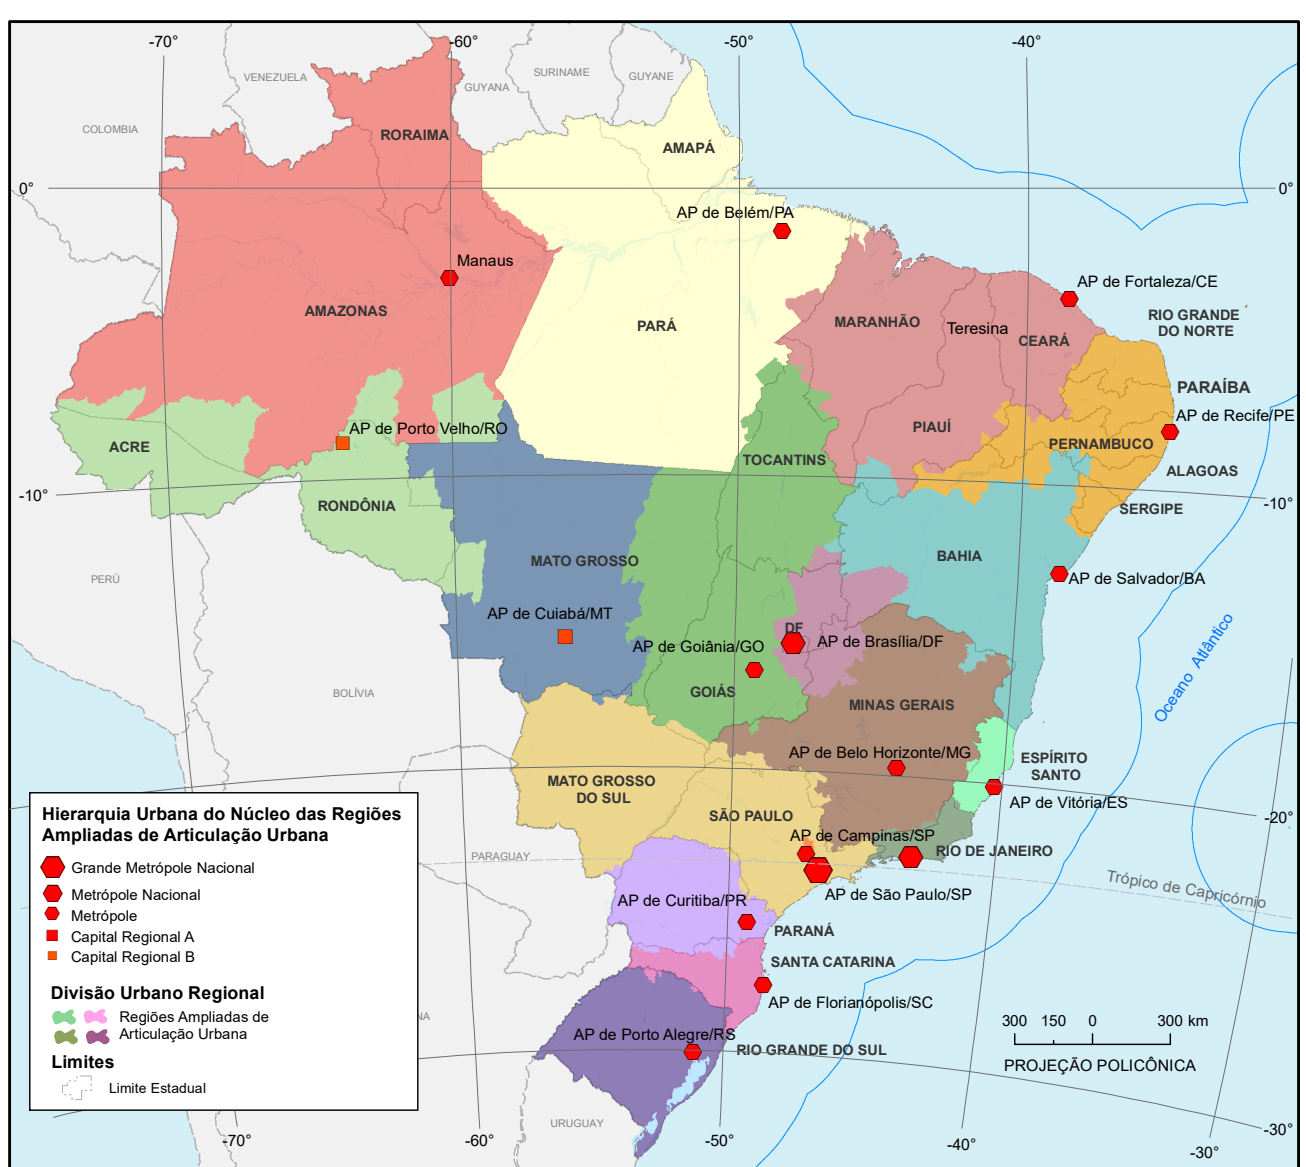 -70°
-60°
-50°
-40°
VENEZUELA
SURINAME
GUYANE
GUYANA
COLOMBIA
RORAIMA
AMAPÁ
0°
0°
AP de Belém/PA
Manaus
AP de Fortaleza/CE
AMAZONAS
PARÁ
MARANHÃO
Teresina
CEARÁ
RIO GRANDE
DO NORTE
PARAÍBA
AP de Recife/PE
AP de Porto Velho/RO
ACRE
PIAUÍ
PERNAMBUCO
TOCANTINS
ALAGOAS
-10°
-10°
RONDÔNIA
SERGIPE
MATO GROSSO
BAHIA
PERÚ
AP de Salvador/BA
AP de Cuiabá/MT
DF
AP de Goiânia/GO
AP de Brasília/DF
Oceano Atlântico
BOLÍVIA
GOIÁS
MINAS GERAIS
AP de Belo Horizonte/MG
ESPÍRITO
SANTO
MATO GROSSO
DO SUL
AP de Vitória/ES
SÃO PAULO
-20°
AP de Campinas/SP
RIO DE JANEIRO
PARAGUAY
Trópico de Capricórnio
AP de São Paulo/SP
AP de Curitiba/PR
PARANÁ
SANTA CATARINA
AP de Florianópolis/SC
NA
AP de Porto Alegre/RS
RIO GRANDE DO SUL
URUGUAY
Hierarquia Urbana do Núcleo das Regiões
Ampliadas de Articulação Urbana
Grande Metrópole Nacional
Metrópole Nacional
Metrópole
Capital Regional A
Capital Regional B
Divisão Urbano Regional
Regiões Ampliadas de
Articulação Urbana
Limites
Limite Estadual
300 150 0 300 km
PROJEÇÃO POLICÔNICA
-30°
-70°
-60°
-50°
-40°
-30°